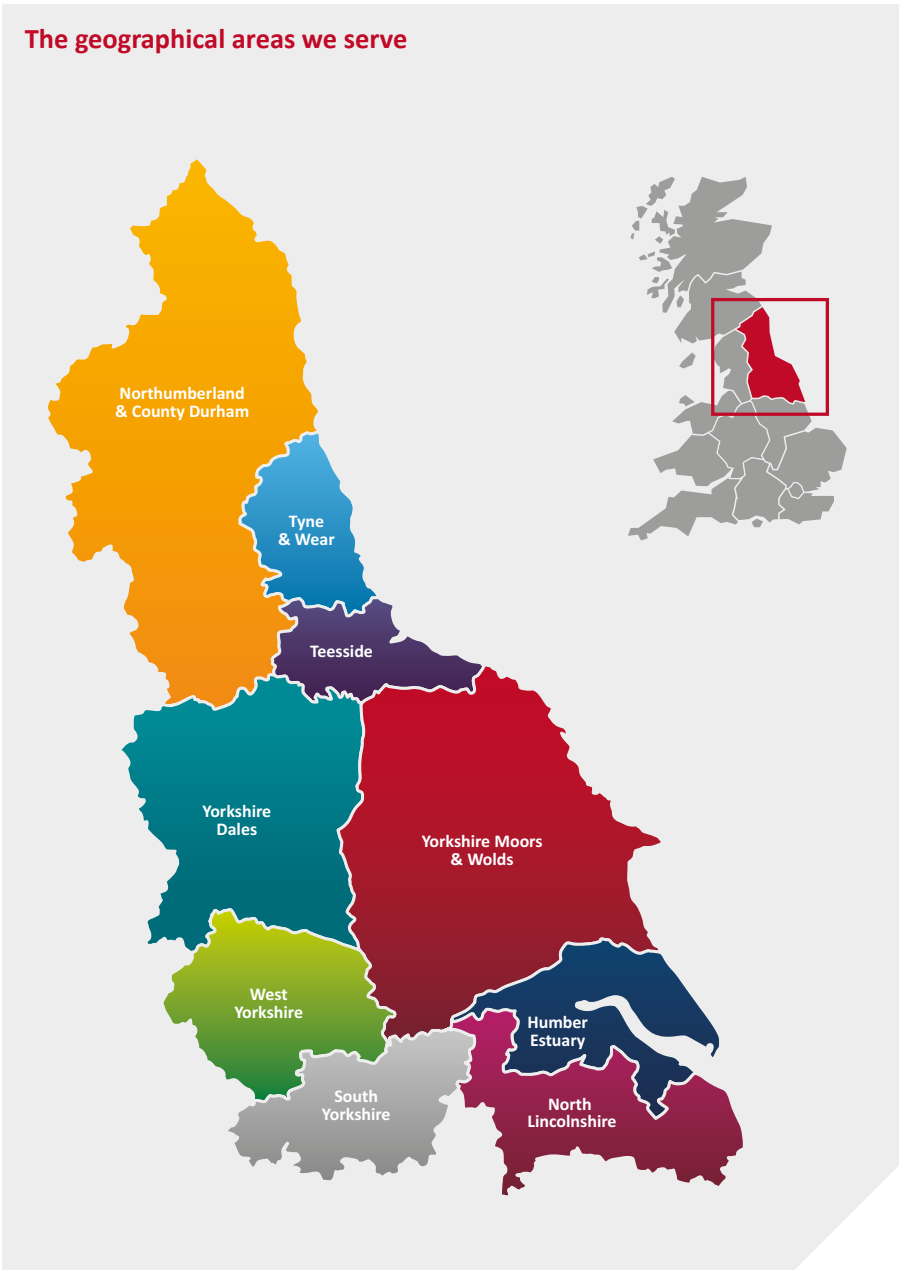 The geographical areas we serve
Northumberland
& County Durham
Tyne
& Wear
Teesside
Yorkshire
Dales
Yorkshire Moors
& Wolds
West
Yorkshire
Humber
Estuary
South
Yorkshire
North
Lincolnshire